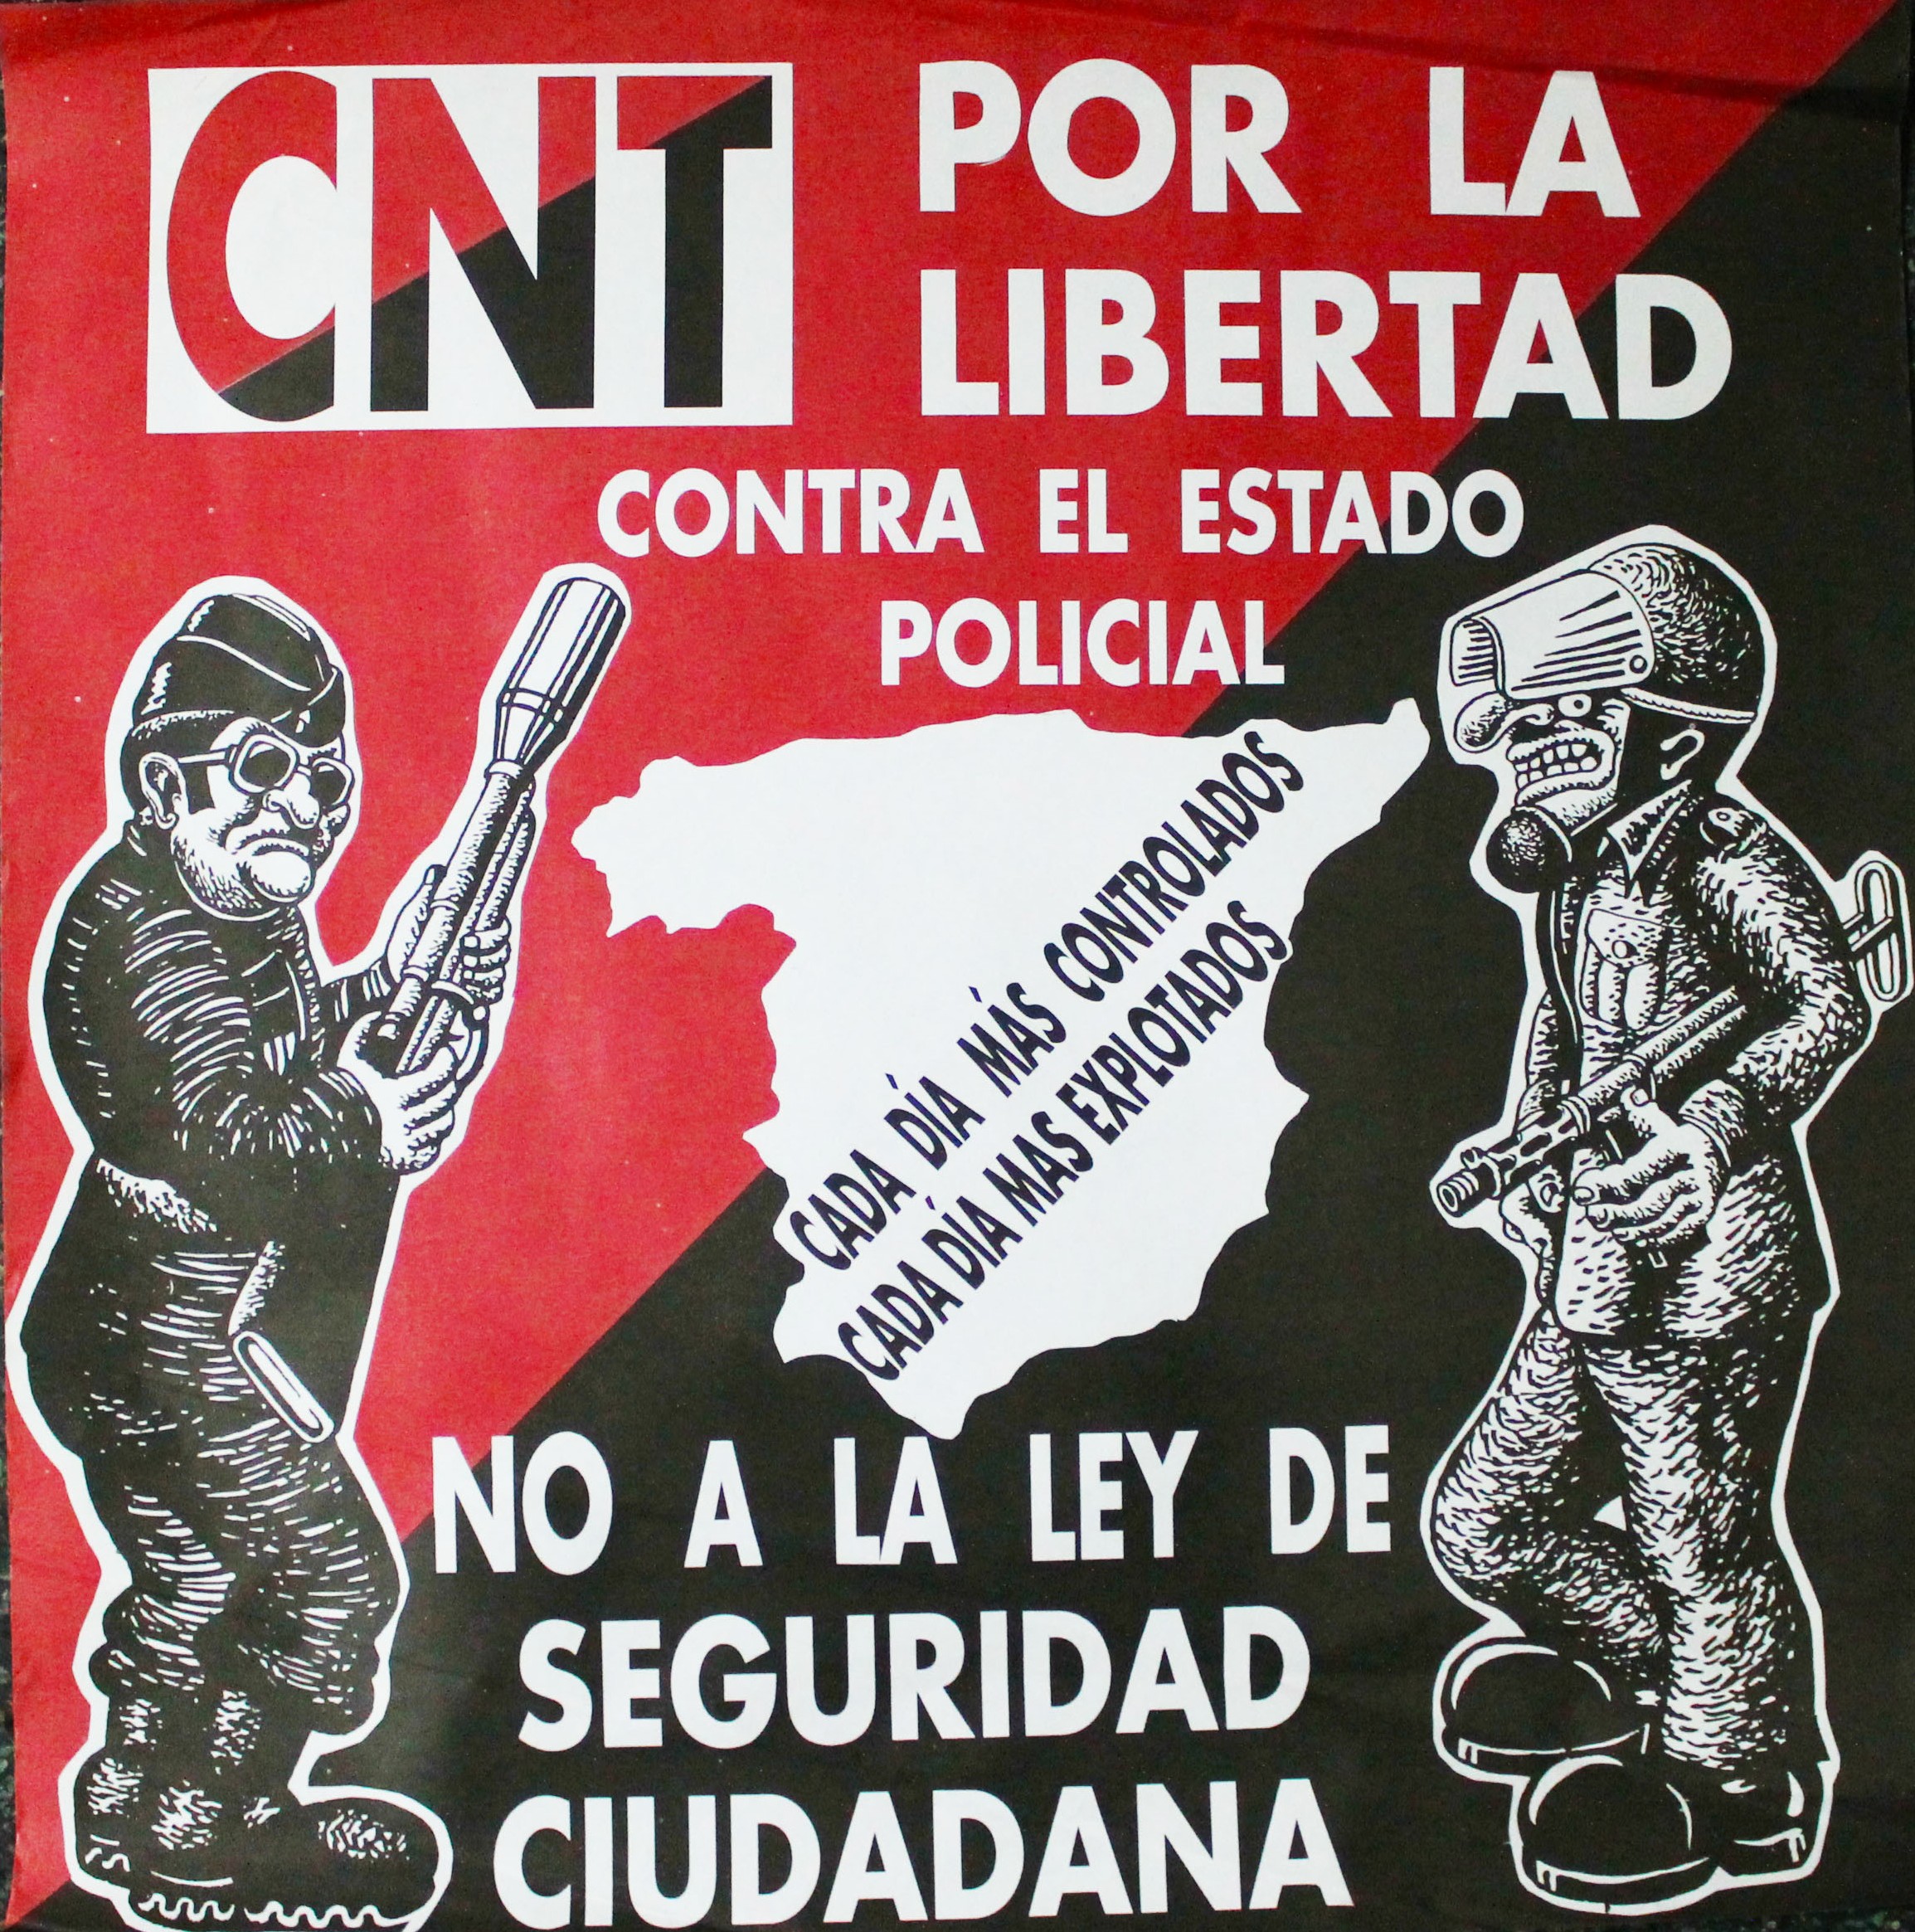 CNT
POR LA
LIBERTAD
CONTRA EL ESTADO
POLICIAL
CADA DÍA MÁS CONTROLADOS
CADA DÍA MAS EXPLOTADOS
NO A LA LEY DE
SEGURIDAD
CIUDADANA